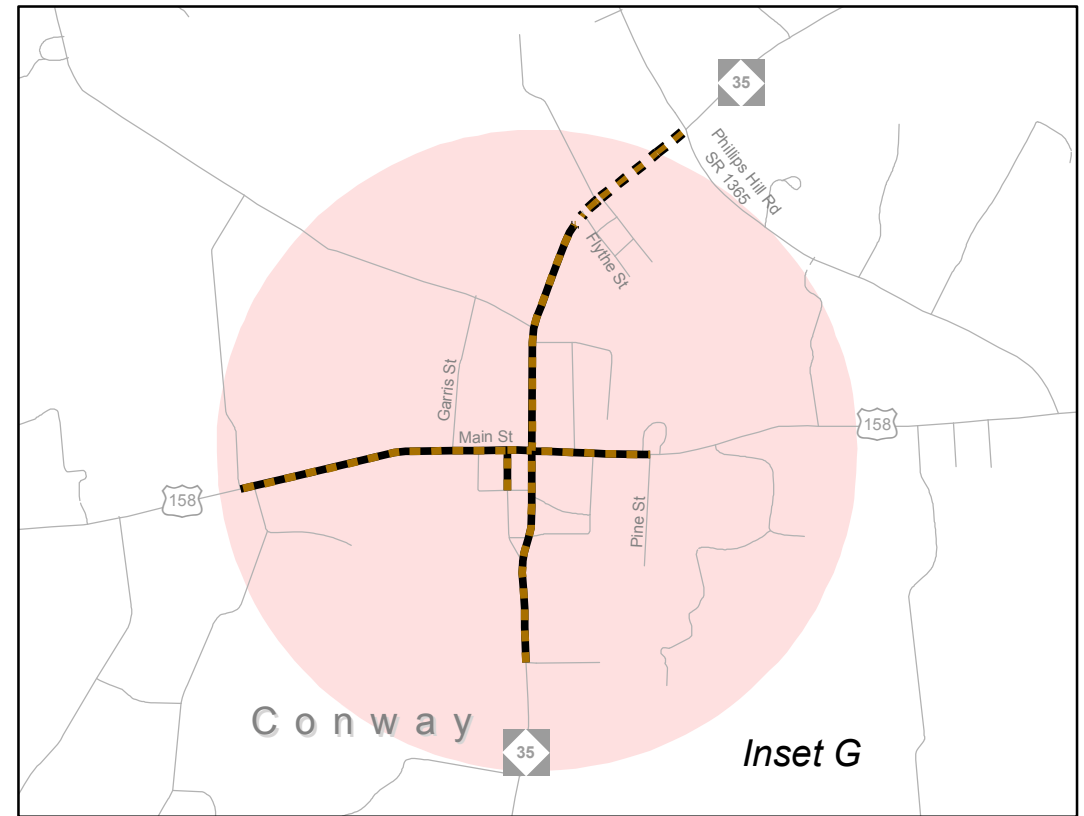 35
Phillips Hill Rd
SR 1365
Flythe St
Garris St
Main St
158
158
Pine St
Conway
35
Inset G